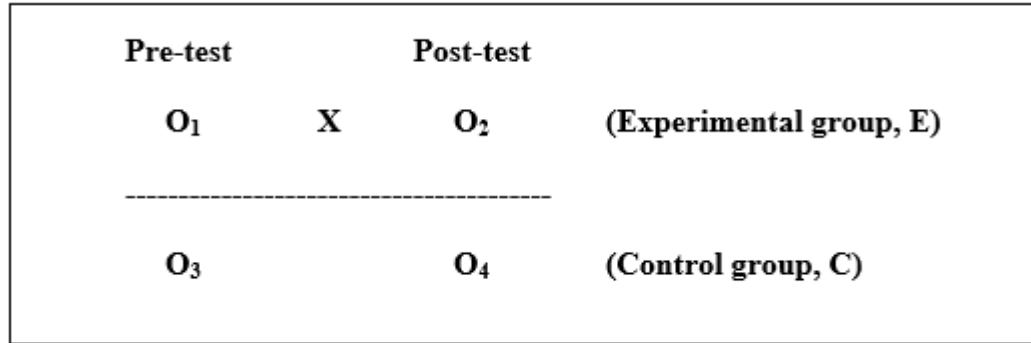 Pre-test Post-test
O₁ X O₂ (Experimental group, E)
----------------------------------------
O₃ O₄ (Control group, C)